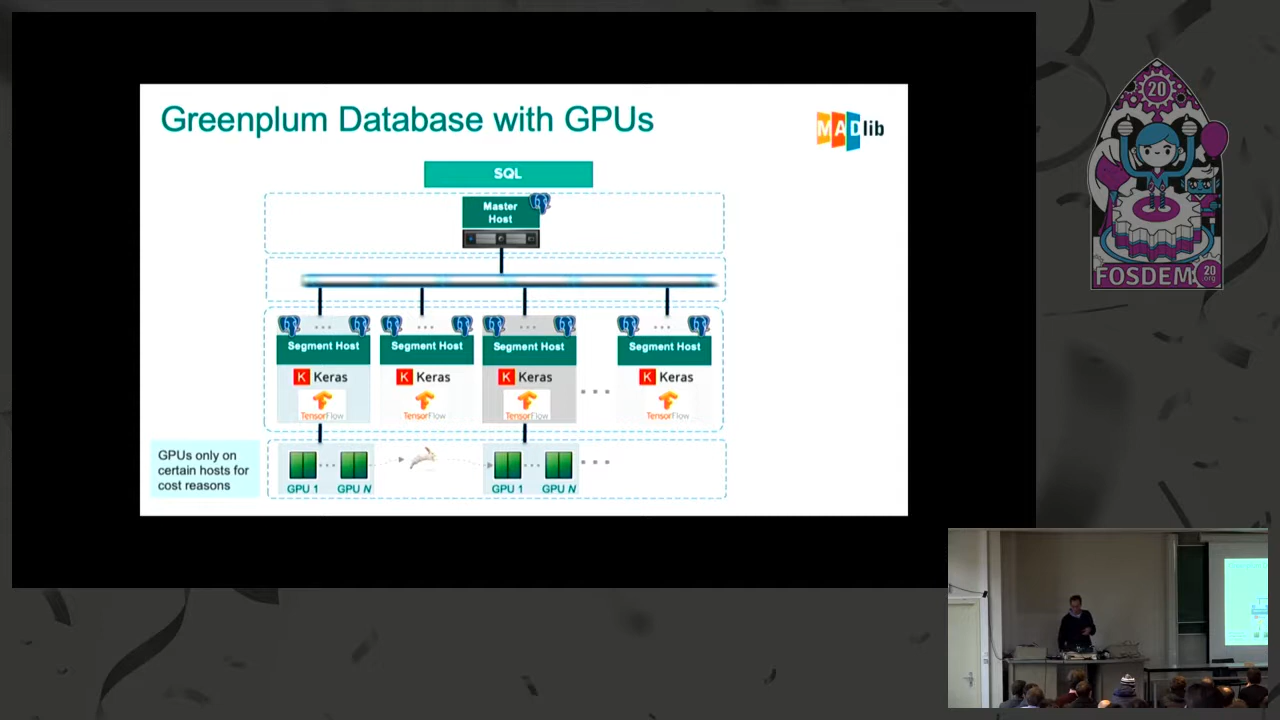 Greenplum Database with GPUs
MADlib
SQL
Master
Host
... ... ... ...
Segment Host Segment Host Segment Host Segment Host
K Keras K Keras K Keras K Keras
...
TensorFlow TensorFlow TensorFlow TensorFlow
GPUs only on
certain hosts for
cost reasons
... ... ...
GPU 1 GPU N GPU 1 GPU N
20
FOSDEM 20
.org